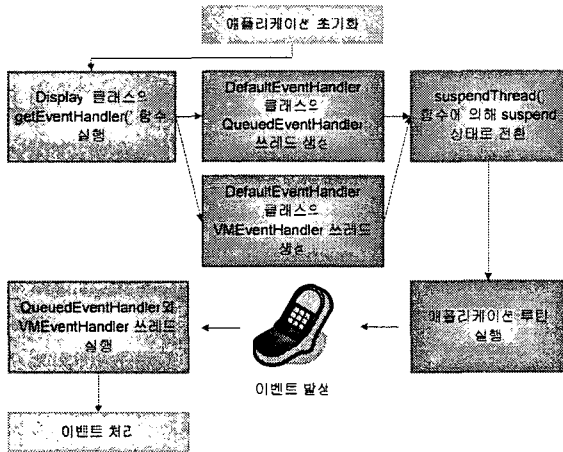 애플리케이션 초기화
Display 클래스의
getEventHandler() 함수
실행
DefaultEventHandler
클래스의
QueuedEventHandler
쓰레드 생성
DefaultEventHandler
클래스의
VMEventHandler 쓰레드
생성
suspendThread()
함수에 의해 suspend
상태로 전환
애플리케이션 루틴
실행
이벤트 발생
QueuedEventHandler와
VMEventHandler 쓰레드
실행
이벤트 처리